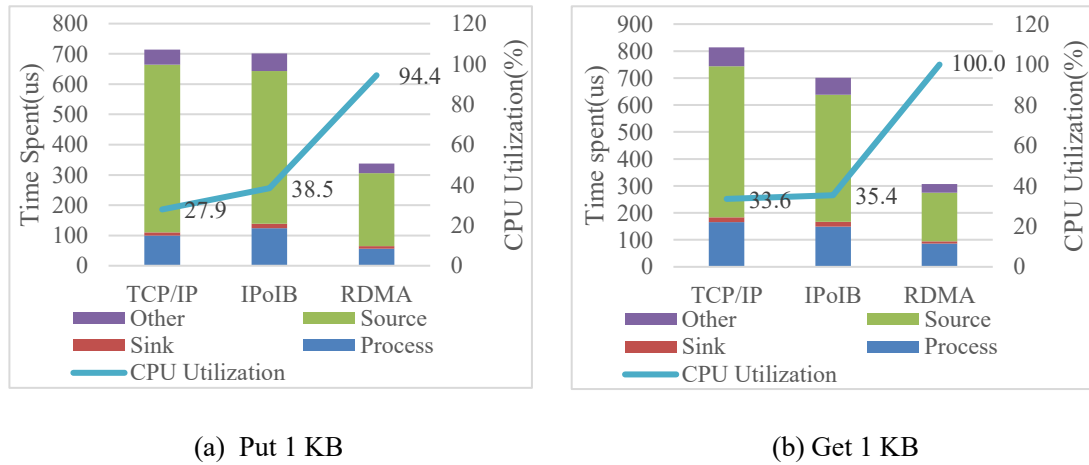 800
700
600
500
400
300
200
100
0
Time Spent(us)
120
100
80
60
40
20
0
CPU Utilization(%)
27.9
38.5
94.4
TCP/IP IPoIB RDMA
Other Source
Sink Process
CPU Utilization
(a) Put 1 KB
900
800
700
600
500
400
300
200
100
0
Time spent(us)
120
100
80
60
40
20
0
CPU Utilization(%)
33.6
35.4
100.0
TCP/IP IPoIB RDMA
Other Source
Sink Process
CPU Utilization
(b) Get 1 KB